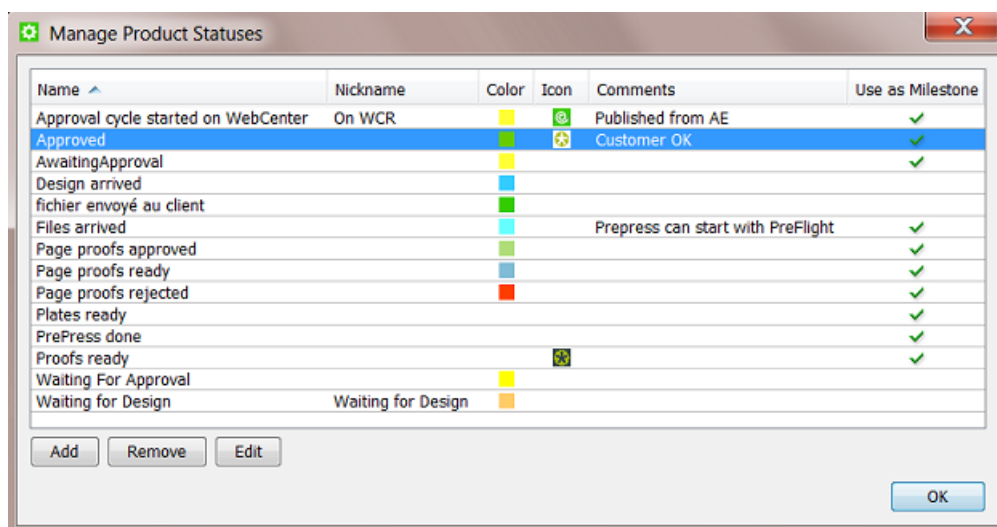 Manage Product Statuses
Name Nickname Color Icon Comments Use as Milestone
Approval cycle started on WebCenter On WCR Published from AE
Approved Customer OK
AwaitingApproval
Design arrived
fichier envoyé au client
Files arrived Prepress can start with PreFlight
Page proofs approved
Page proofs ready
Page proofs rejected
Plates ready
PrePress done
Proofs ready
Waiting For Approval
Waiting for Design Waiting for Design
Add Remove Edit
OK